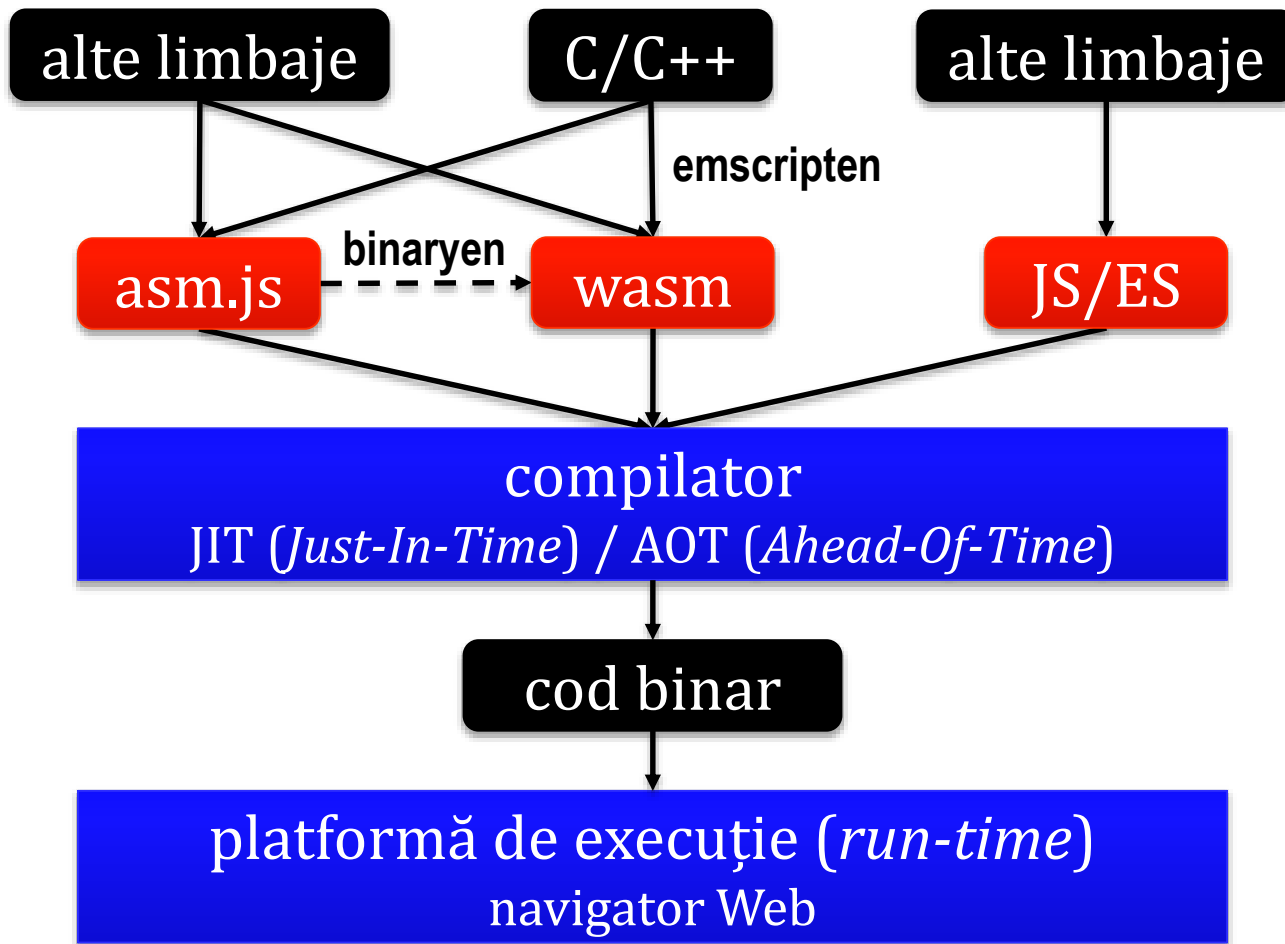 alte limbaje
C/C++
alte limbaje
emscripten
binaryen
asm.js
wasm
JS/ES
compilator
JIT (Just-In-Time) / AOT (Ahead-Of-Time)
cod binar
platformă de execuție (run-time)
navigator Web